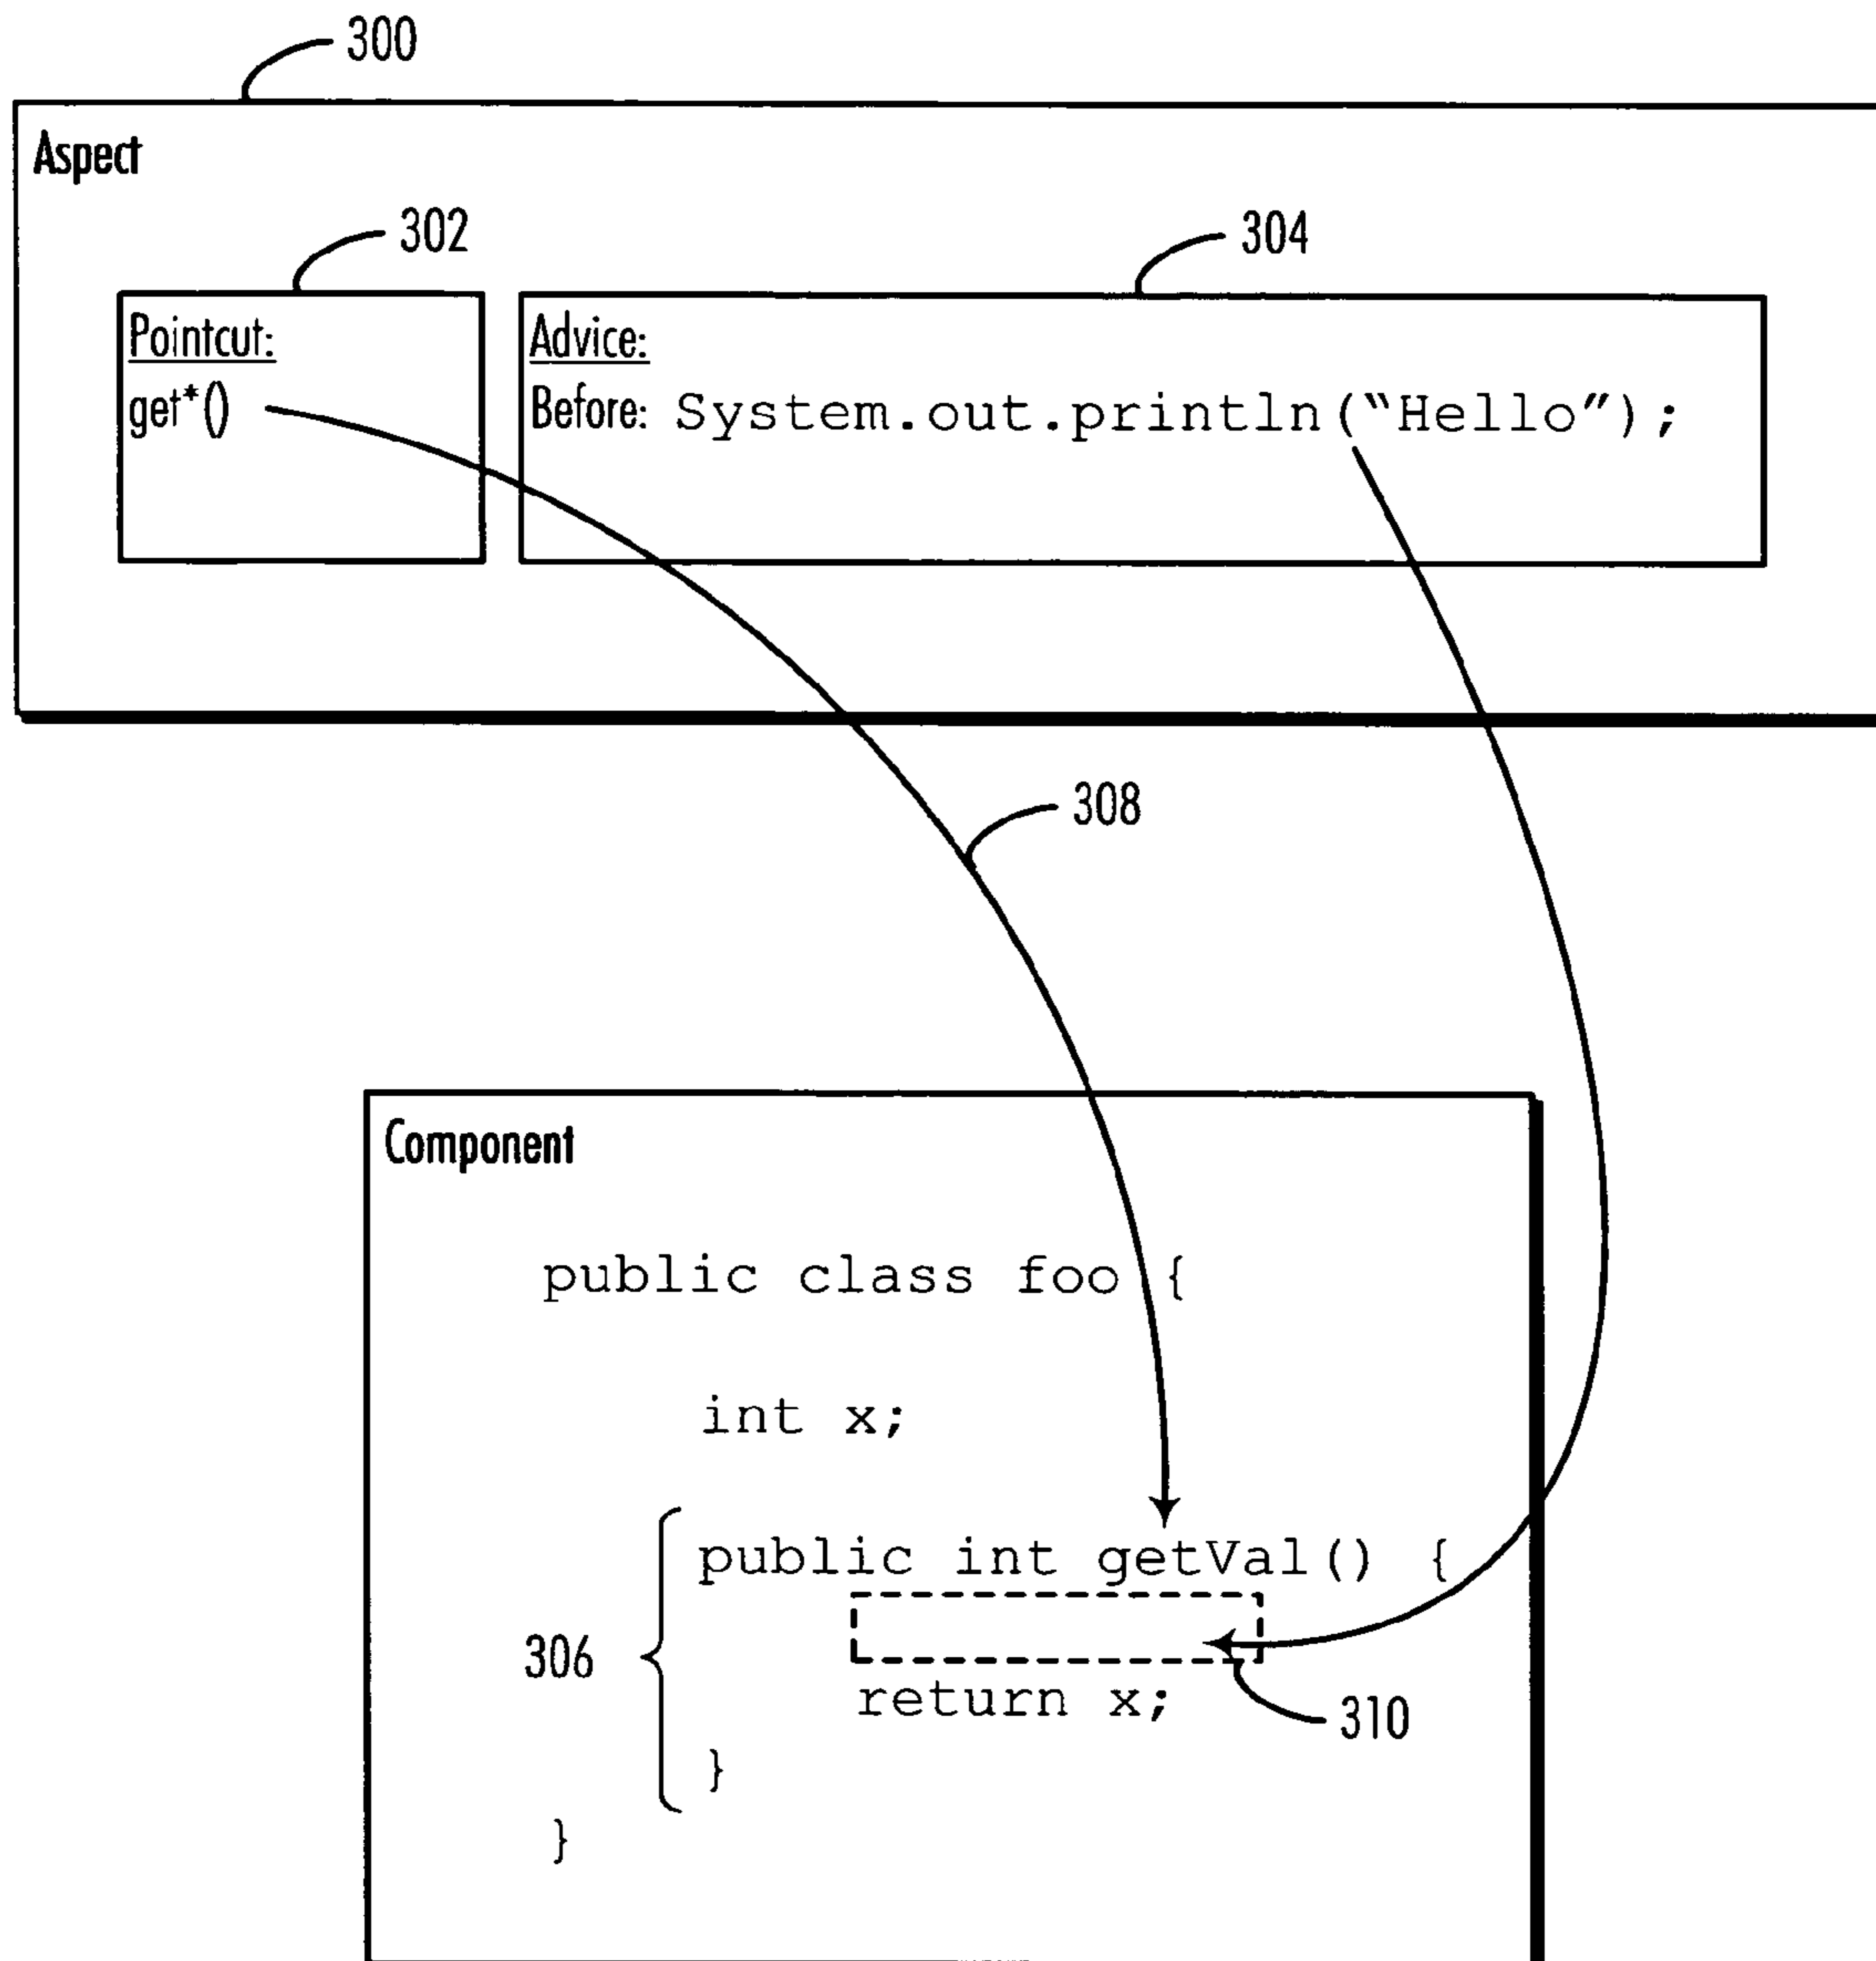 300
Aspect
302
304
Pointcut:
get*()
Advice:
Before: System.out.println(“Hello”);
308
Component
public class foo {
int x;
public int getVal() {
306
return x;
310
}
}